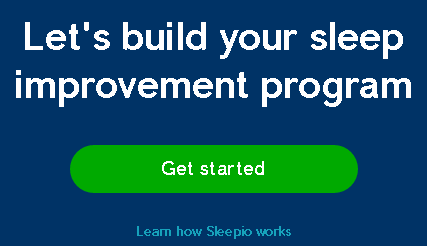 Let's build your sleep
improvement program
Get started
Learn how Sleepio works